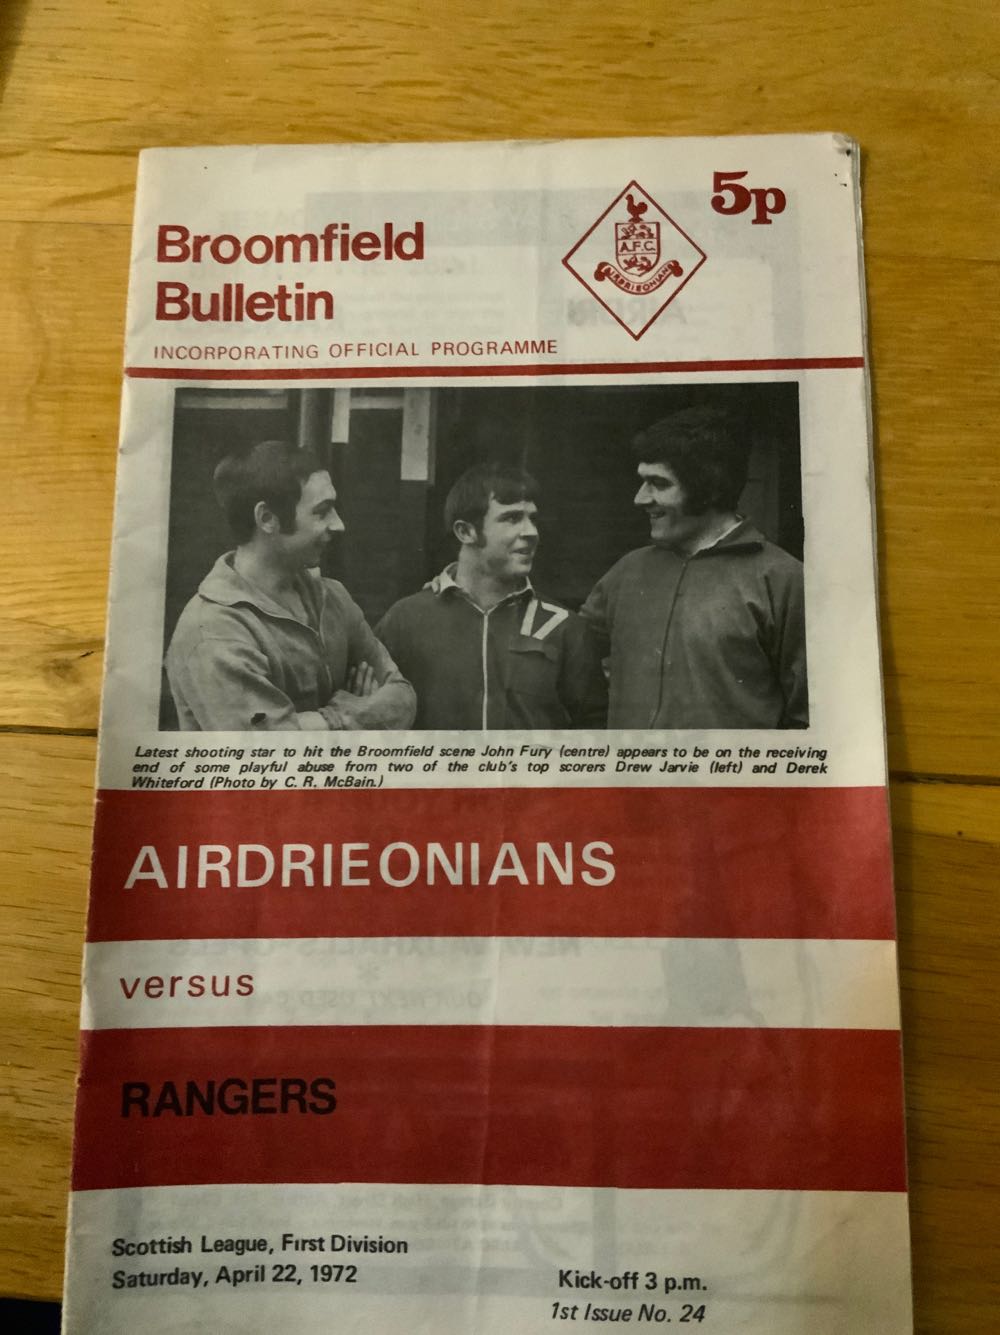 5p
Broomfield
Bulletin
A.F.C.
AIRDRIEONIANS
INCORPORATING OFFICIAL PROGRAMME
17
Latest shooting star to hit the Broomfield scene John Fury (centre) appears to be on the receiving
end of some playful abuse from two of the club's top scorers Drew Jarvie (left) and Derek
Whiteford (Photo by C. R. McBain.)
AIRDRIEONIANS
versus
RANGERS
Scottish League, First Division
Saturday, April 22, 1972
Kick-off 3 p.m.
1st Issue No. 24